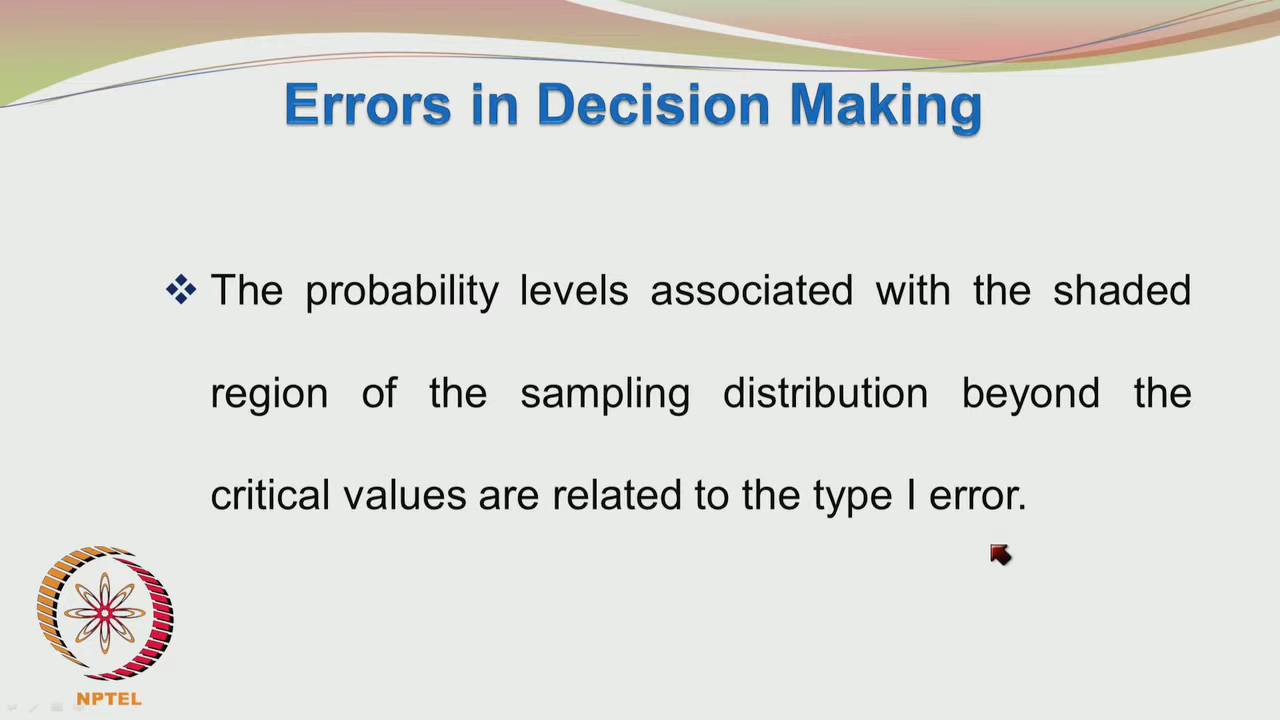 Errors in Decision Making
The probability levels associated with the shaded
region of the sampling distribution beyond the
critical values are related to the type I error.
NPTEL